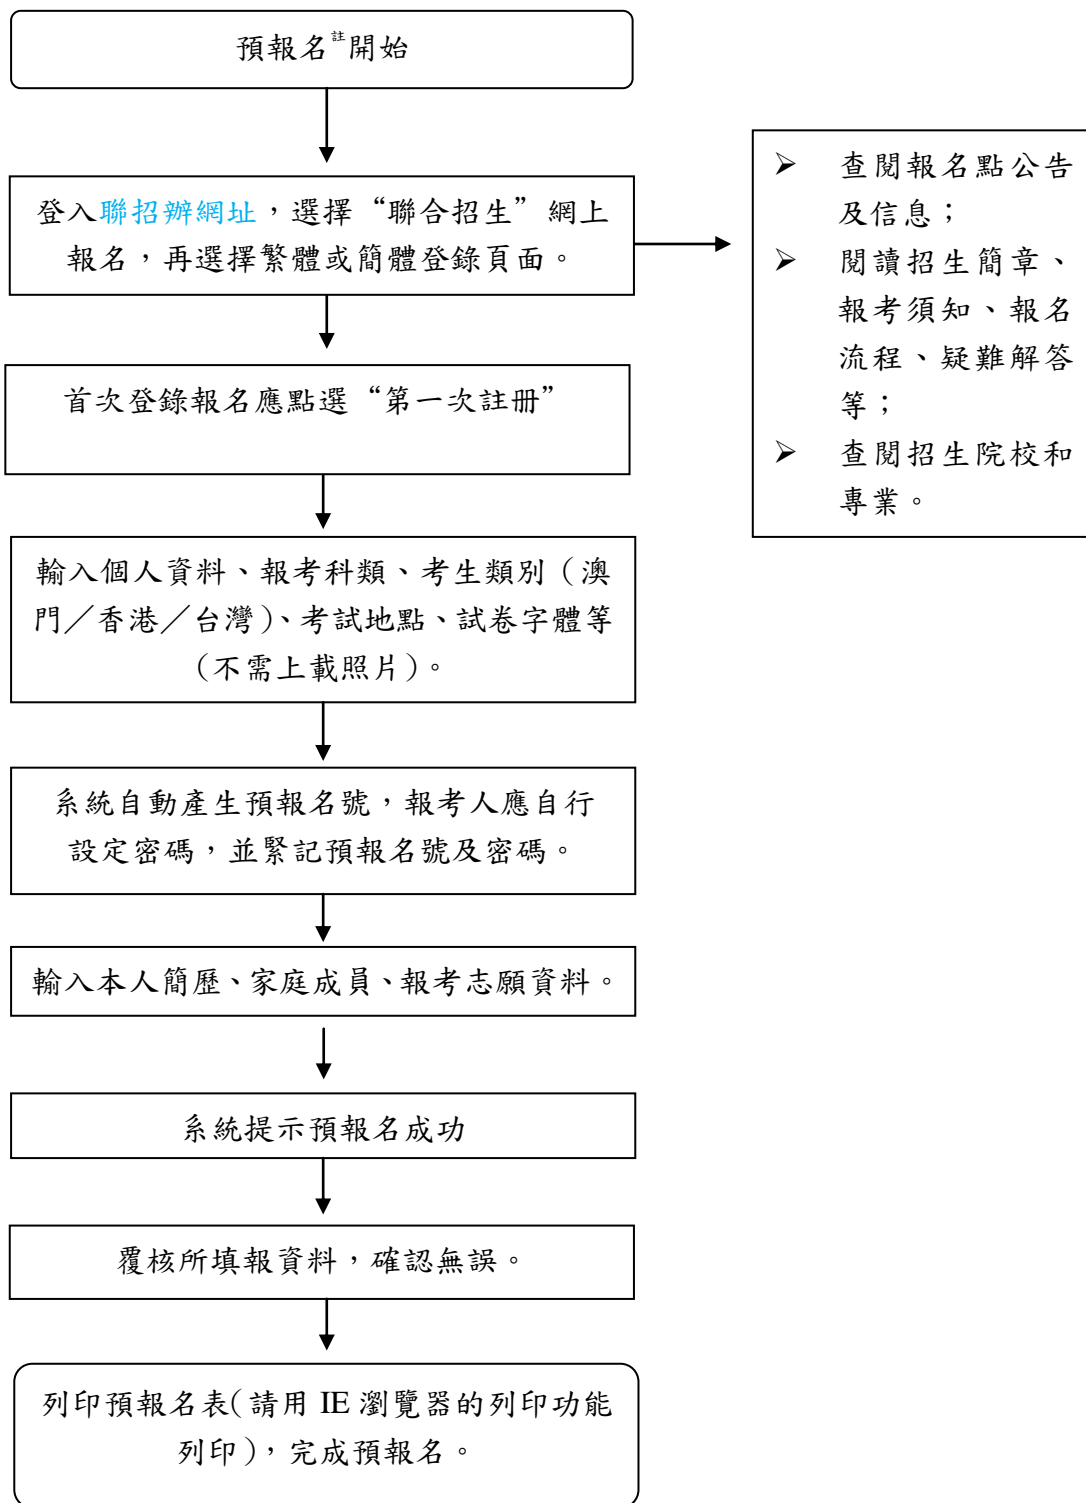 預報名註開始
登入聯招辦網址，選擇“聯合招生”網上
報名，再選擇繁體或簡體登錄頁面。
➢ 查閱報名點公告
及信息；
➢ 閱讀招生簡章、
報考須知、報名
流程、疑難解答
等；
➢ 查閱招生院校和
專業。
首次登錄報名應點選“第一次註冊”
輸入個人資料、報考科類、考生類別（澳
門／香港／台灣）、考試地點、試卷字體等
（不需上載照片）。
系統自動產生預報名號，報考人應自行
設定密碼，並緊記預報名號及密碼。
輸入本人簡歷、家庭成員、報考志願資料。
系統提示預報名成功
覆核所填報資料，確認無誤。
列印預報名表（請用 IE 瀏覽器的列印功能
列印），完成預報名。